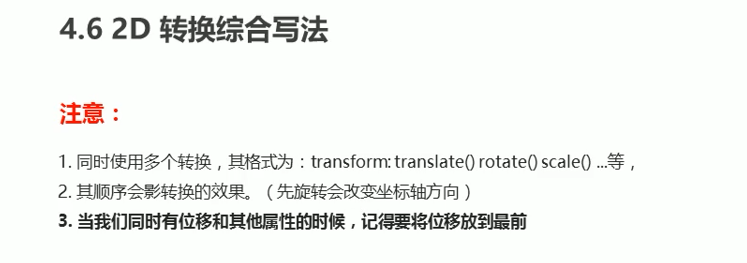 4.6 2D 转换综合写法
注意：
1. 同时使用多个转换，其格式为：transform: translate() rotate() scale() ...等，
2. 其顺序会影转换的效果。（先旋转会改变坐标轴方向）
3. 当我们同时有位移和其他属性的时候，记得要将位移放到最前